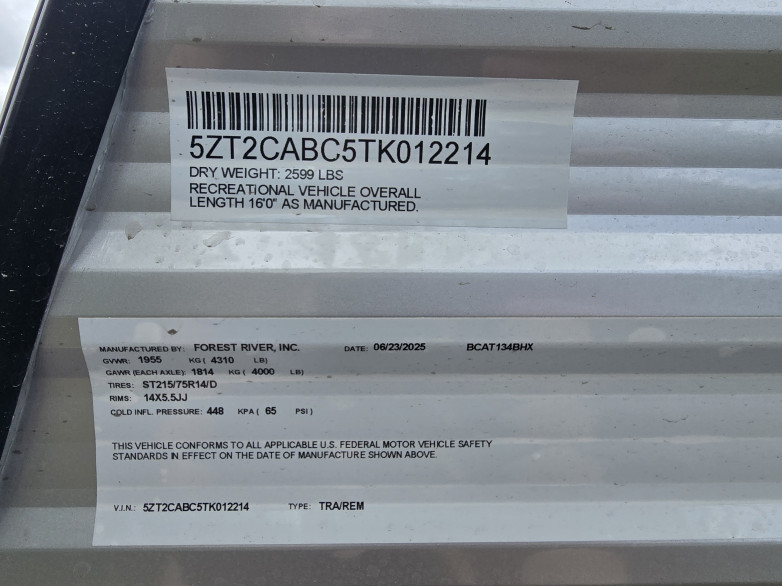 5ZT2CABC5TK012214
DRY WEIGHT: 2599 LBS
RECREATIONAL VEHICLE OVERALL
LENGTH 16'0" AS MANUFACTURED.
MANUFACTURED BY: FOREST RIVER, INC. DATE: 06/23/2025 BCAT134BHX
GVWR: 1955 KG ( 4310 LB)
GAWR (EACH AXLE): 1814 KG ( 4000 LB)
TIRES: ST215/75R14/D
RIMS: 14X5.5JJ
COLD INFL. PRESSURE: 448 KPA ( 65 PSI )
THIS VEHICLE CONFORMS TO ALL APPLICABLE U.S. FEDERAL MOTOR VEHICLE SAFETY
STANDARDS IN EFFECT ON THE DATE OF MANUFACTURE SHOWN ABOVE.
V.I.N.: 5ZT2CABC5TK012214 TYPE: TRA/REM